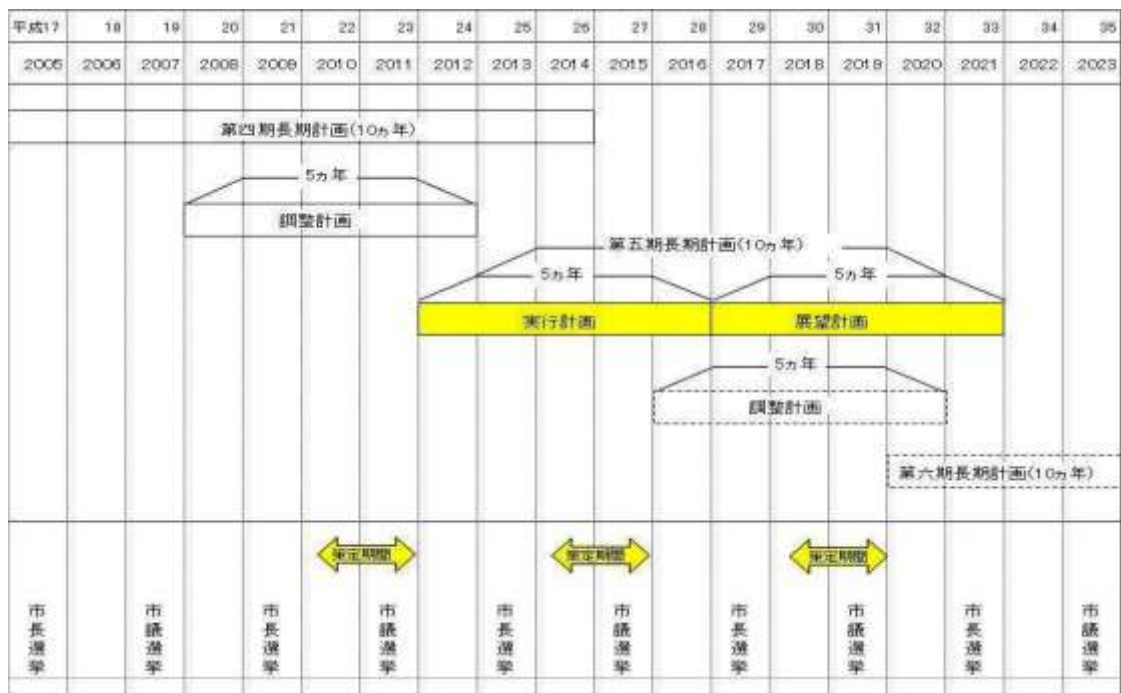 平成17 18 19 20 21 22 23 24 25 26 27 28 29 30 31 32 33 34 35
2005 2006 2007 2008 2009 2010 2011 2012 2013 2014 2015 2016 2017 2018 2019 2020 2021 2022 2023
第四期長期計画(10ヵ年)
5ヵ年
調整計画
第五期長期計画(10ヵ年)
5ヵ年 5ヵ年
実行計画 展望計画
5ヵ年
調整計画
第六期長期計画(10ヵ年)
策定期間 策定期間 策定期間
市長選挙 市議選挙 市長選挙 市議選挙 市長選挙 市議選挙 市長選挙 市議選挙 市長選挙 市議選挙